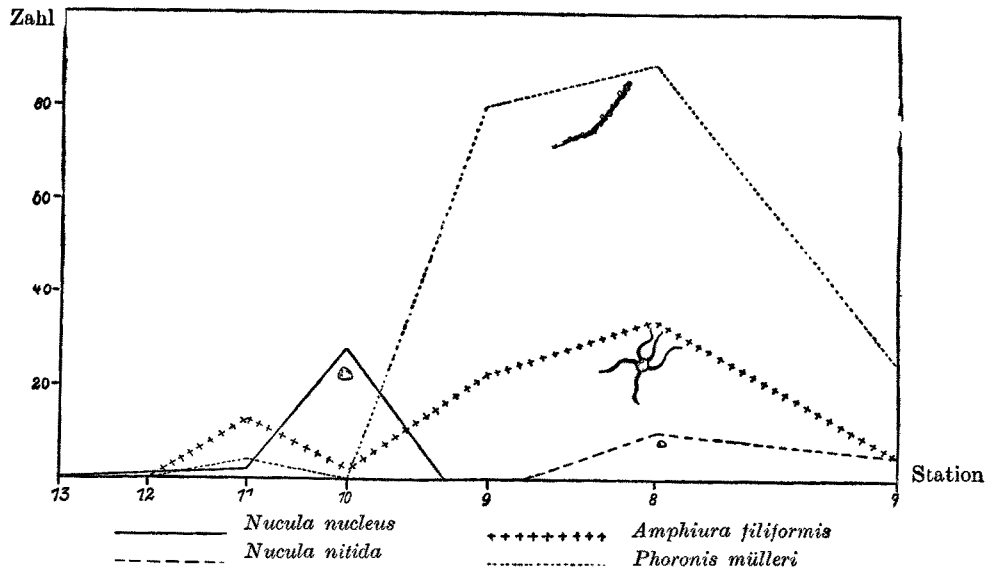 Zahl
80
60
40
20
13 12 11 10 9 8 9
Station
Nucula nucleus
Amphiura filiformis
Nucula nitida
Phoronis mülleri